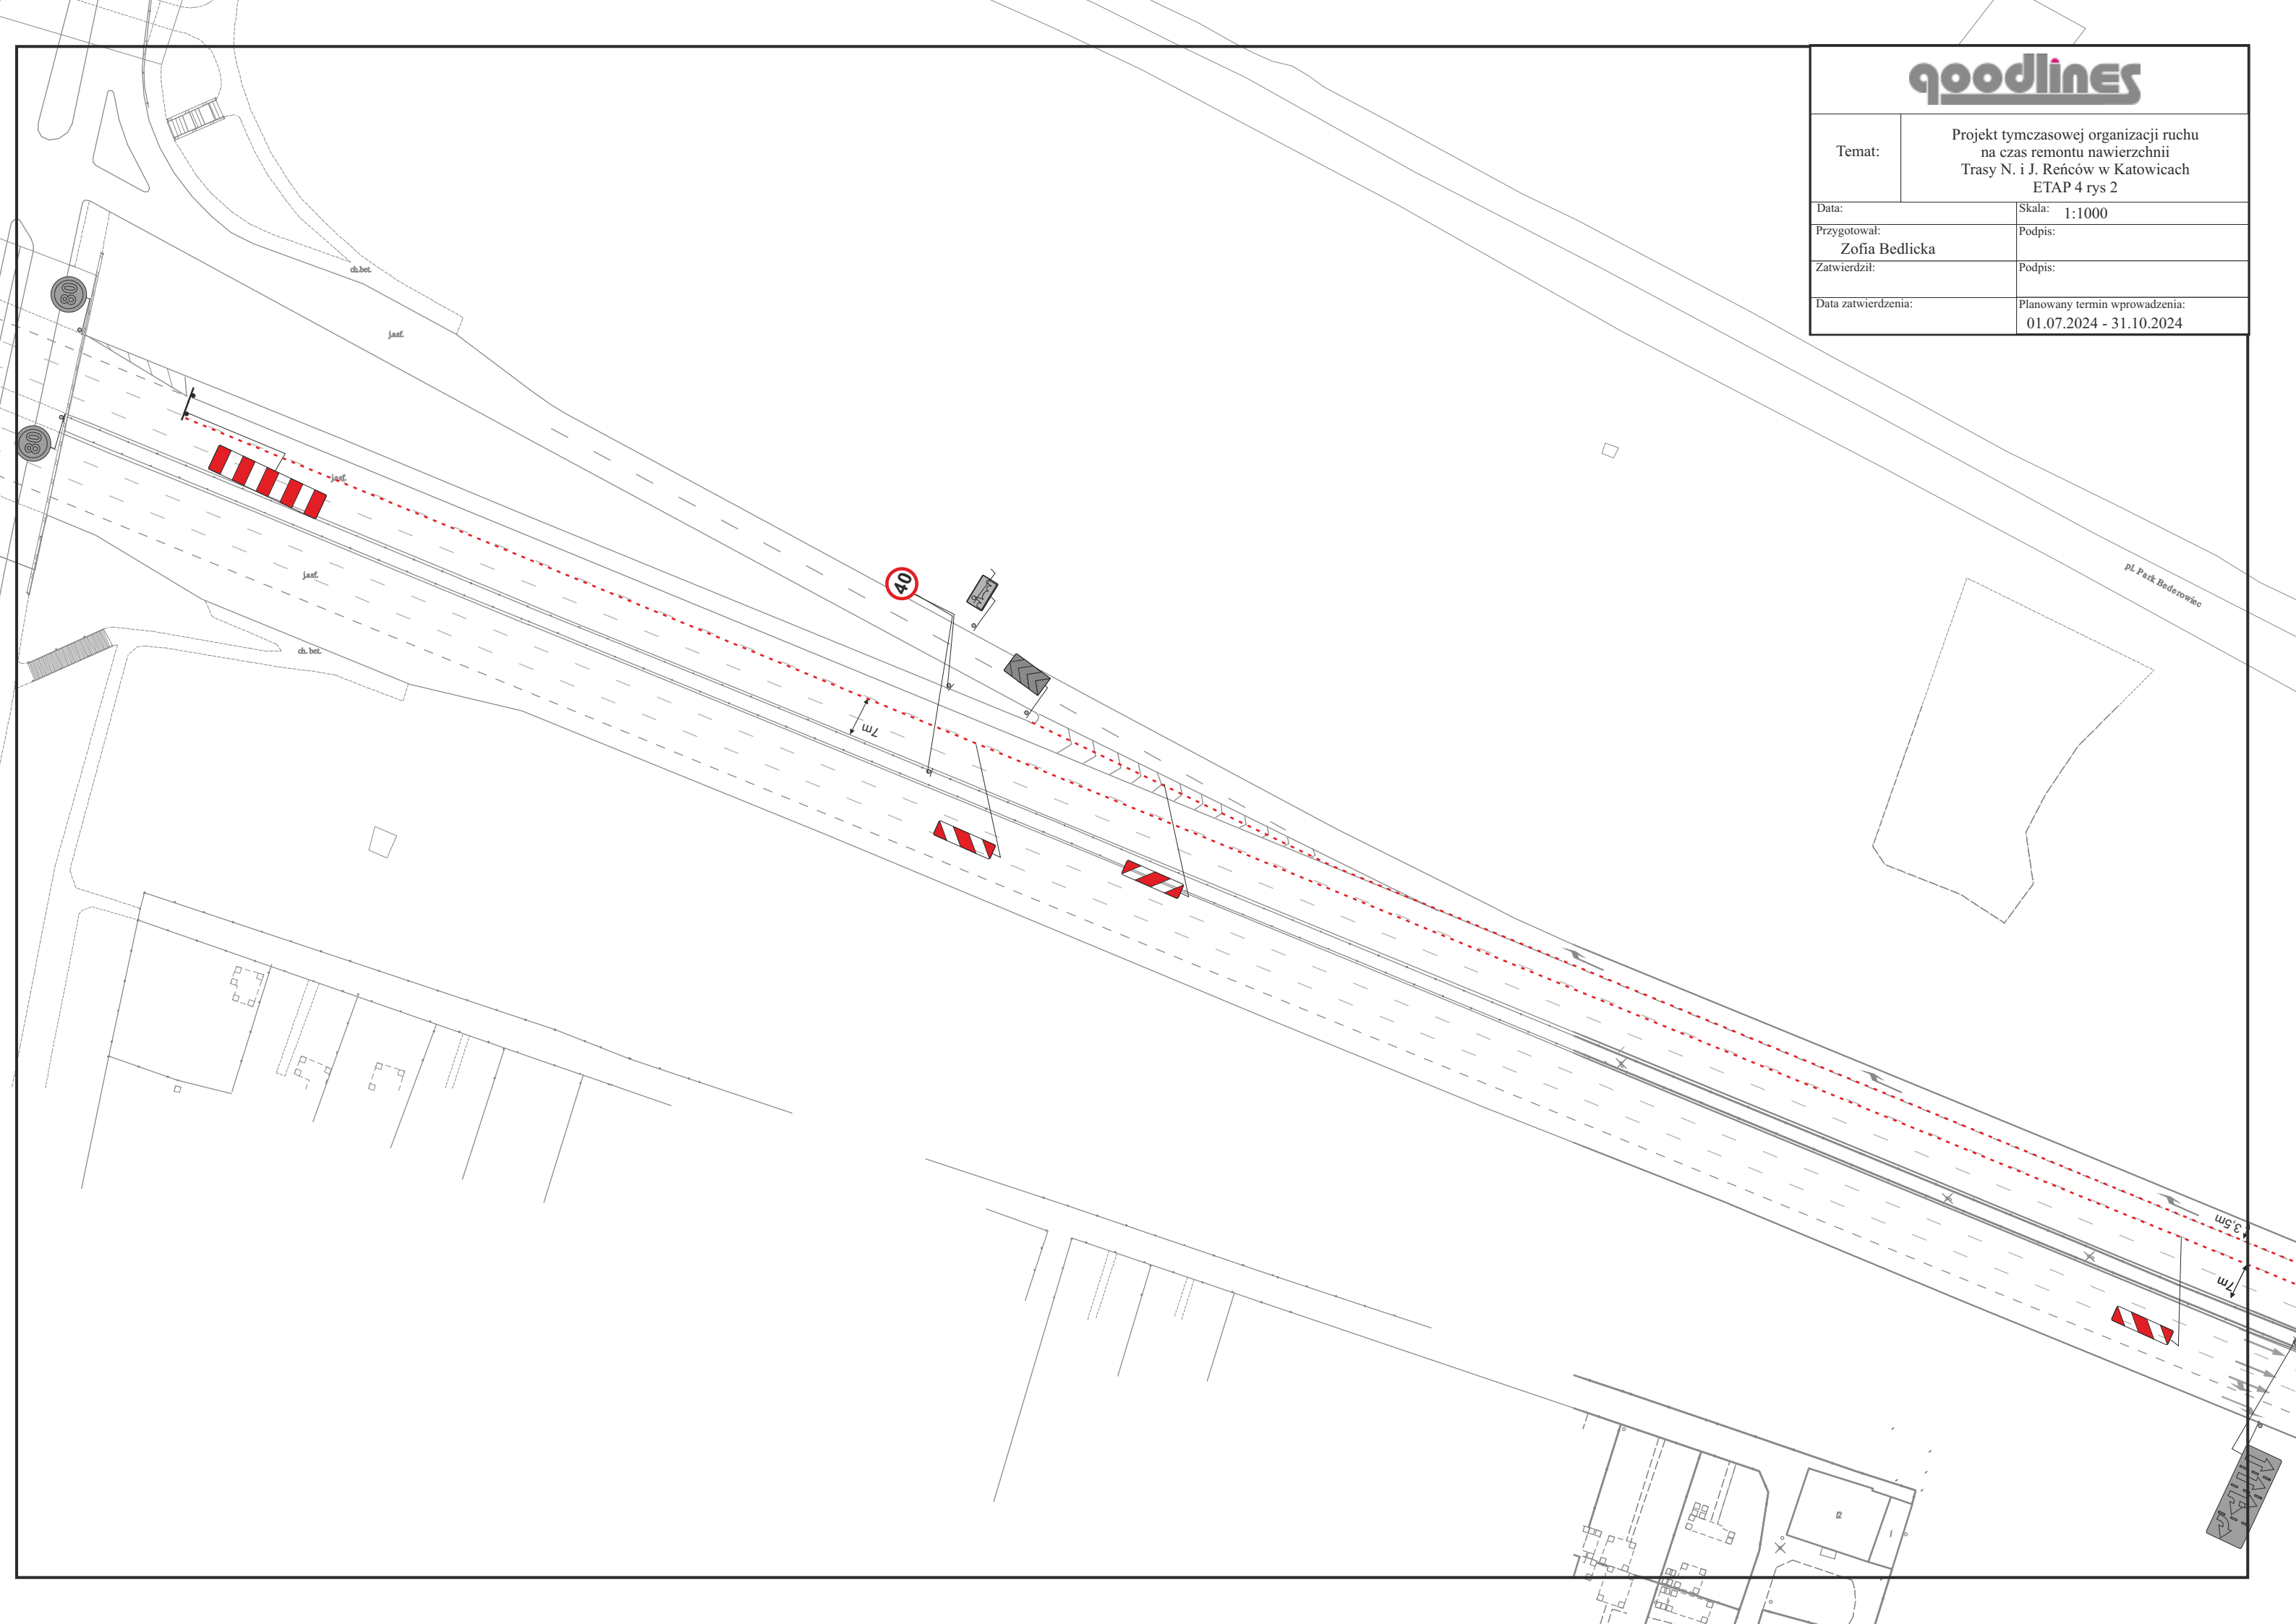 goodlines
Temat:
Projekt tymczasowej organizacji ruchu
na czas remontu nawierzchnii
Trasy N. i J. Reńców w Katowicach
ETAP 4 rys 2
Data:
Skala: 1:1000
Przygotował:
Zofia Bedlicka
Podpis:
Zatwierdził:
Podpis:
Data zatwierdzenia:
Planowany termin wprowadzenia:
01.07.2024 - 31.10.2024
ch.bet.
80
j.asf.
80
j.asf.
j.asf.
40
pl. Park Bederowiec
ch. bet.
7m
3,5m
7m